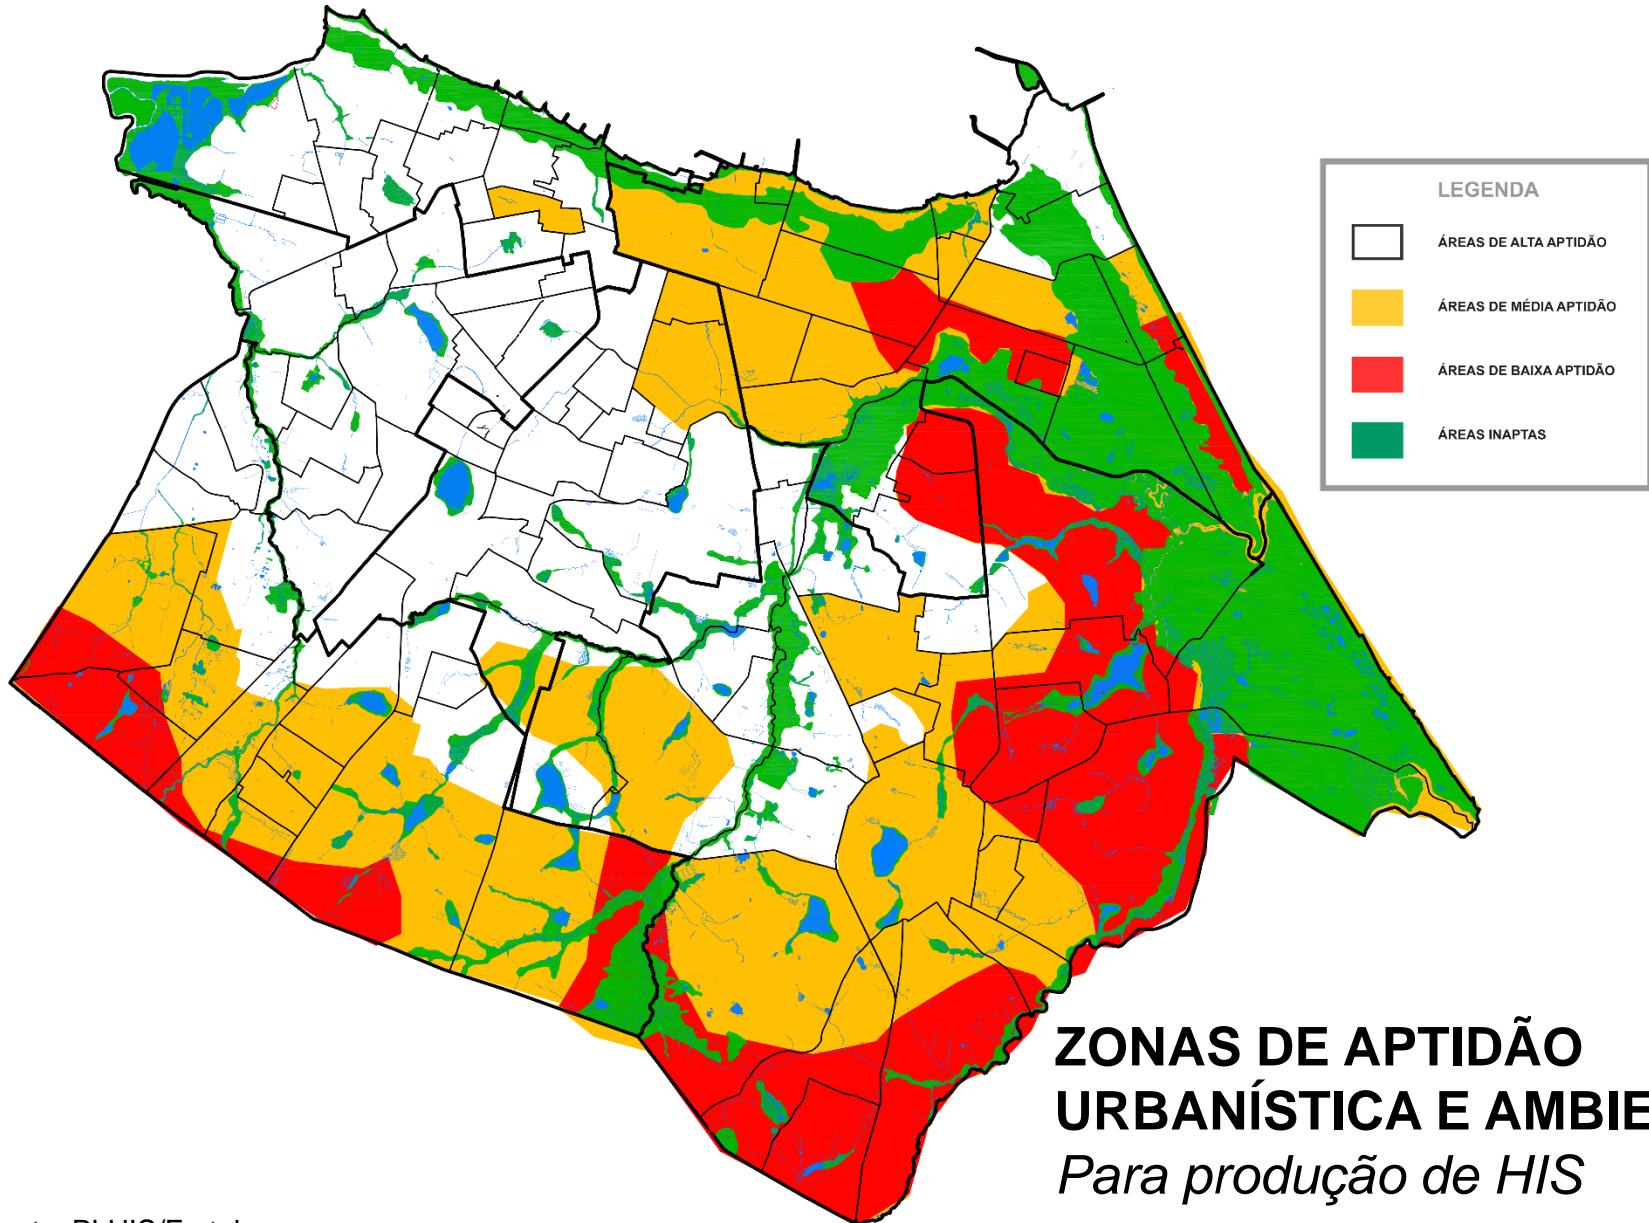 LEGENDA
ÁREAS DE ALTA APTIDÃO
ÁREAS DE MÉDIA APTIDÃO
ÁREAS DE BAIXA APTIDÃO
ÁREAS INAPTAS
ZONAS DE APTIDÃO
URBANÍSTICA E AMBIE
Para produção de HIS